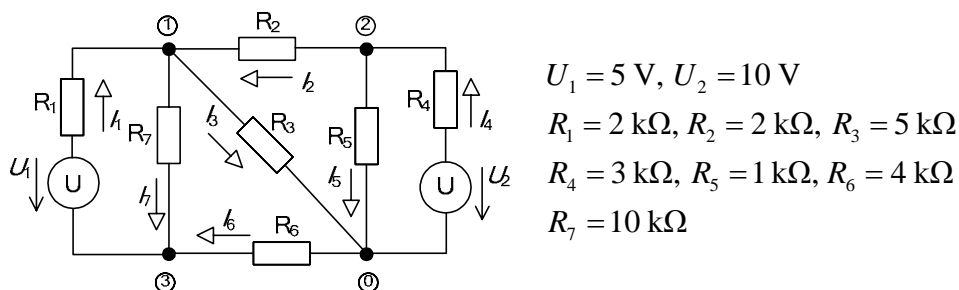 ① R₂ ②
I₂
R₁ I₁ R₇ I₃ R₃ R₅ R₄ I₄
U₁ U I₇ I₅ U U₂
I₆ R₆
③ ⓪
U₁ = 5 V, U₂ = 10 V
R₁ = 2 kΩ, R₂ = 2 kΩ, R₃ = 5 kΩ
R₄ = 3 kΩ, R₅ = 1 kΩ, R₆ = 4 kΩ
R₇ = 10 kΩ